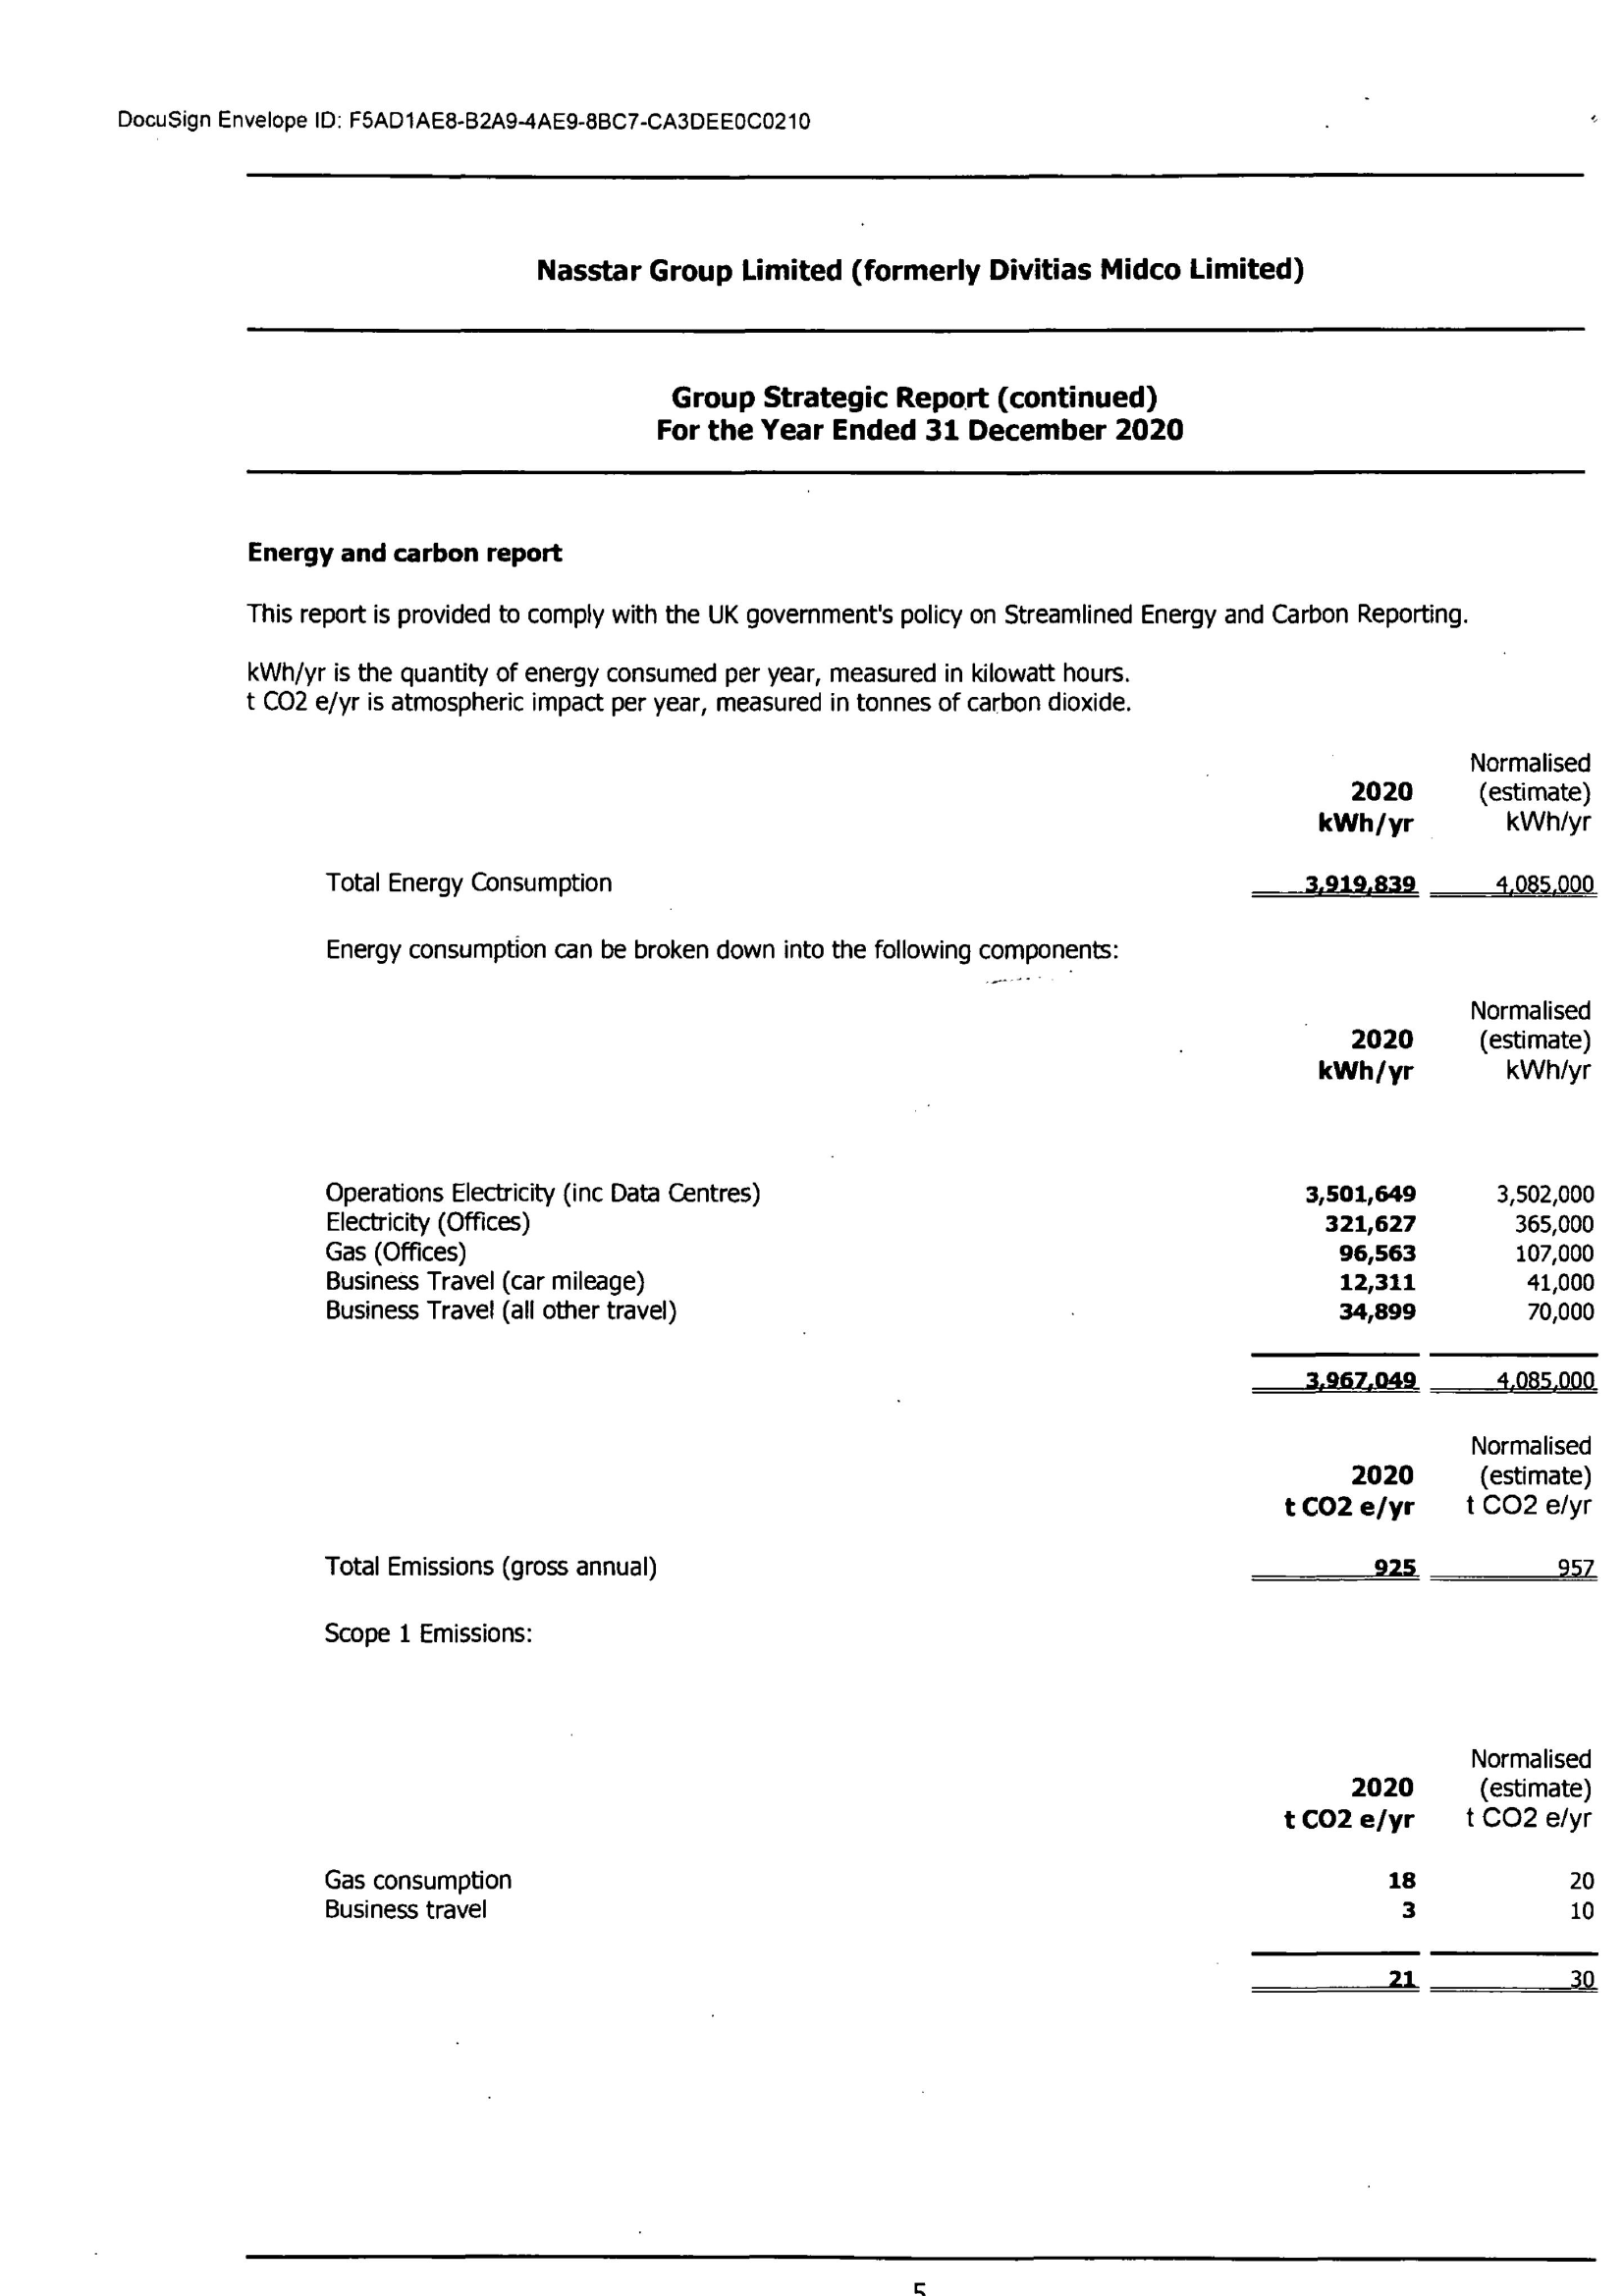 DocuSign Envelope ID: F5AD1AE8-B2A9-4AE9-8BC7-CA3DEE0C0210
Nasstar Group Limited (formerly Divitias Midco Limited)
Group Strategic Report (continued)
For the Year Ended 31 December 2020
Energy and carbon report
This report is provided to comply with the UK government's policy on Streamlined Energy and Carbon Reporting.
kWh/yr is the quantity of energy consumed per year, measured in kilowatt hours.
t CO2 e/yr is atmospheric impact per year, measured in tonnes of carbon dioxide.
Normalised
2020 (estimate)
kWh/yr kWh/yr
Total Energy Consumption 3,919,839 4,085,000
Energy consumption can be broken down into the following components:
Normalised
2020 (estimate)
kWh/yr kWh/yr
Operations Electricity (inc Data Centres) 3,501,649 3,502,000
Electricity (Offices) 321,627 365,000
Gas (Offices) 96,563 107,000
Business Travel (car mileage) 12,311 41,000
Business Travel (all other travel) 34,899 70,000
3,967,049 4,085,000
Normalised
2020 (estimate)
t CO2 e/yr t CO2 e/yr
Total Emissions (gross annual) 925 957
Scope 1 Emissions:
Normalised
2020 (estimate)
t CO2 e/yr t CO2 e/yr
Gas consumption 18 20
Business travel 3 10
21 30
5